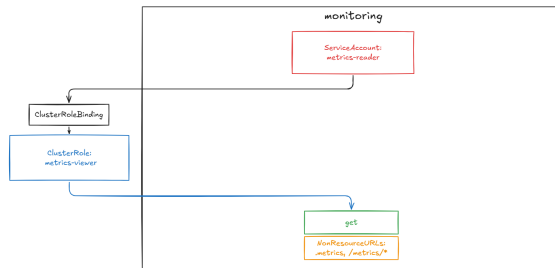 monitoring
ServiceAccount:
metrics-reader
ClusterRoleBinding
ClusterRole:
metrics-viewer
get
NonResourceURLs:
metrics, /metrics/*